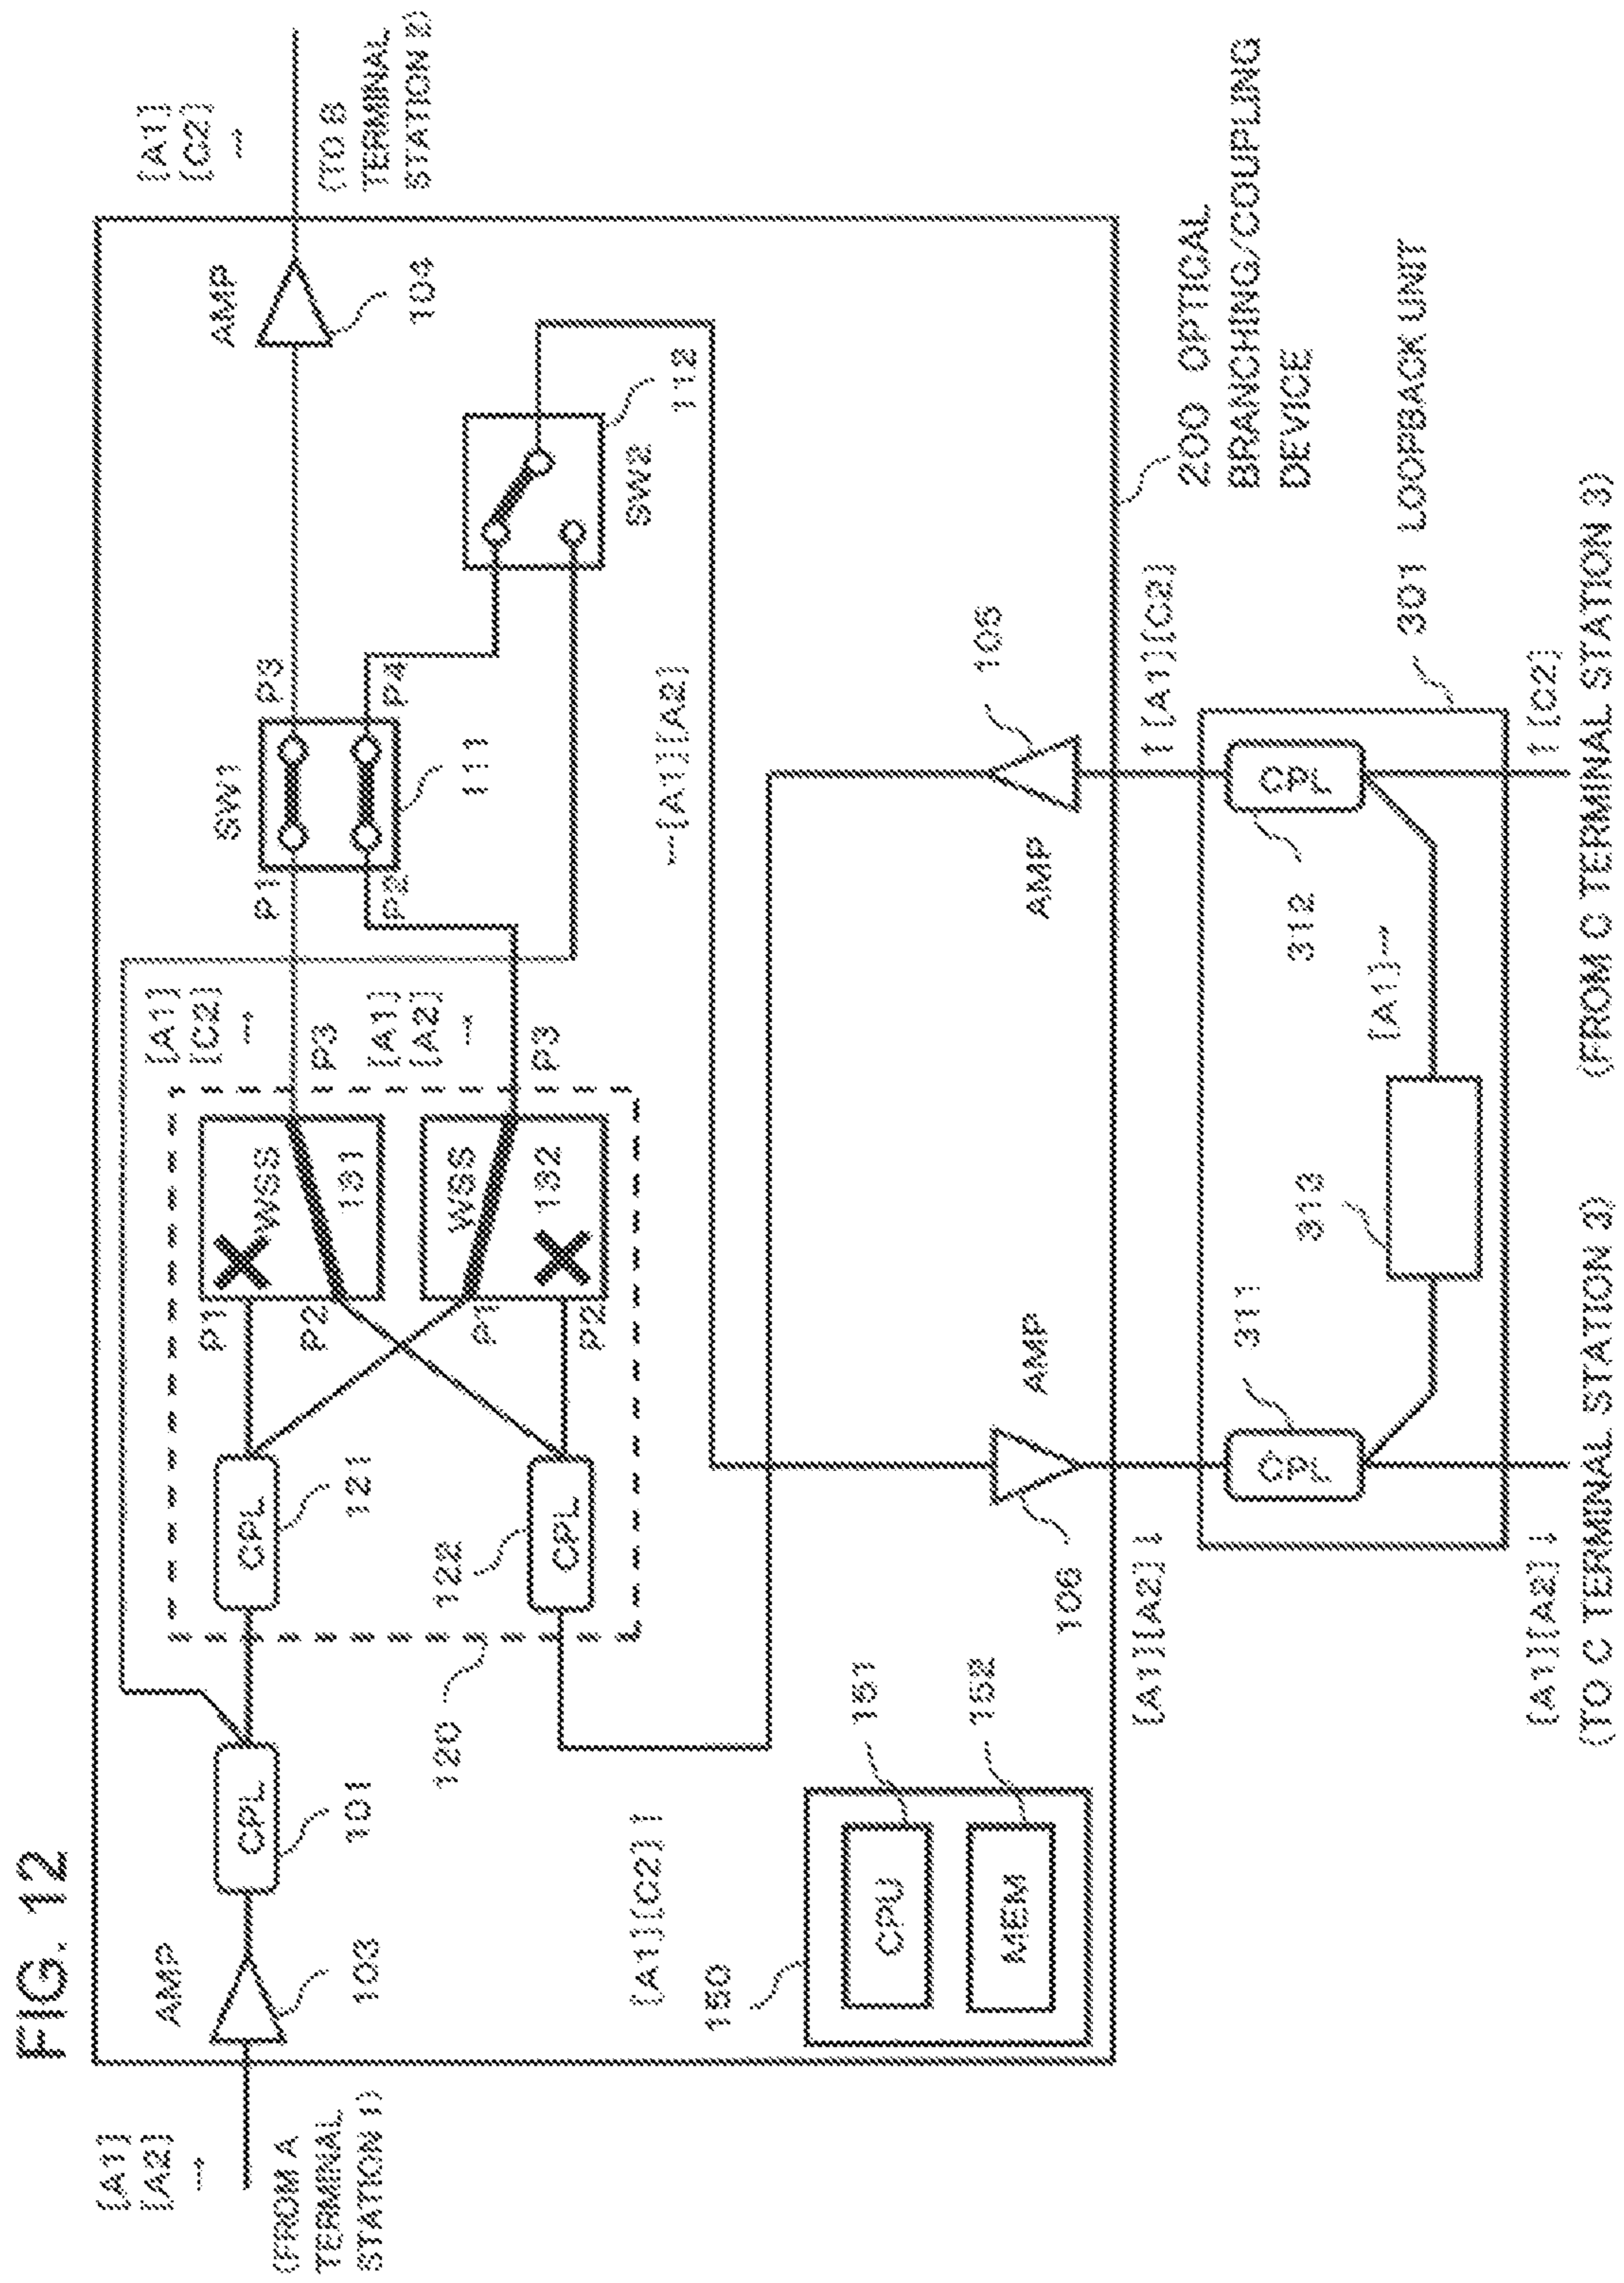 FIG. 12
[A1]
[A2]
→
(FROM A
TERMINAL
STATION 1)
AMP
103
CPL
101
120
CPL
121
122
CPL
P1
P2
P1
P2
WSS
131
WSS
132
[A1]
[C2]
→
P3
[A1]
[A2]
→
P3
SW1
P1
P2
P3
P4
111
SW2
112
AMP
104
[A1]
[C2]
→
(TO B
TERMINAL
STATION 2)
←[A1][A2]
[A1][C2]↑
150
CPU
151
MEM
152
AMP
106
AMP
105
200 OPTICAL
BRANCHING/COUPLING
DEVICE
[A1][A2]↓
↑[A1][C2]
301 LOOPBACK UNIT
CPL
311
CPL
312
313
[A1]→
[A1][A2]↓
(TO C TERMINAL STATION 3)
↑[C2]
(FROM C TERMINAL STATION 3)